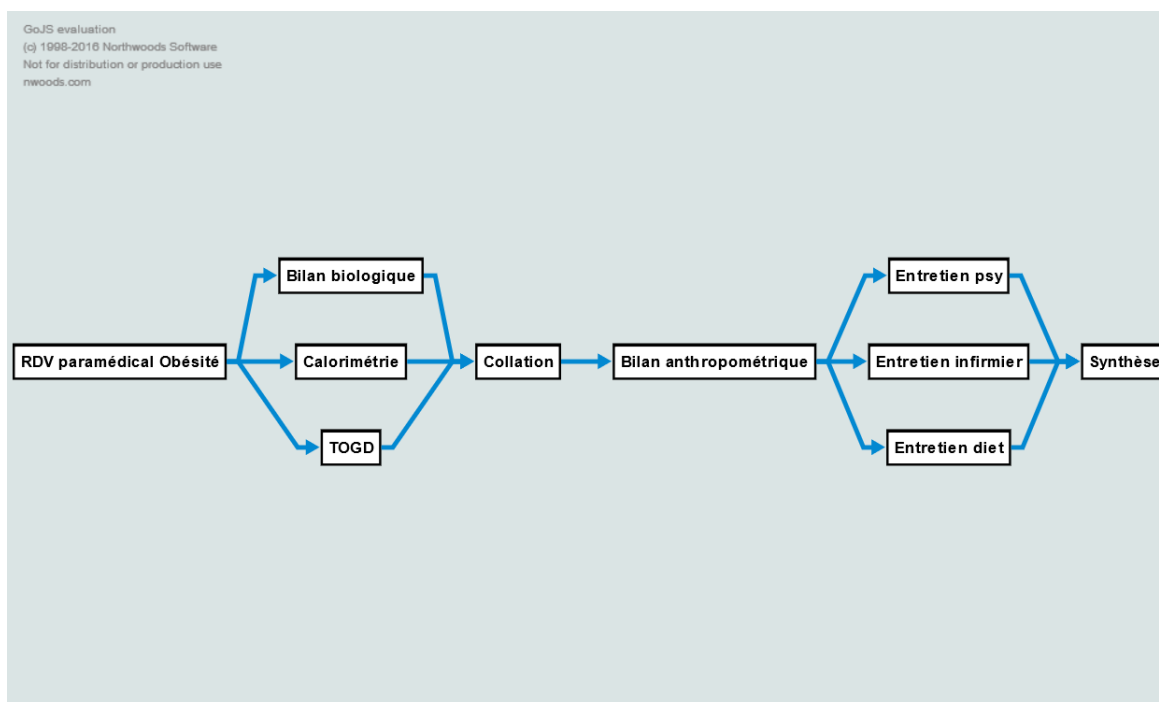 GoJS evaluation
(c) 1998-2016 Northwoods Software
Not for distribution or production use
nwoods.com
Bilan biologique
Entretien psy
RDV paramédical Obésité
Calorimétrie
Collation
Bilan anthropométrique
Entretien infirmier
Synthèse
TOGD
Entretien diet